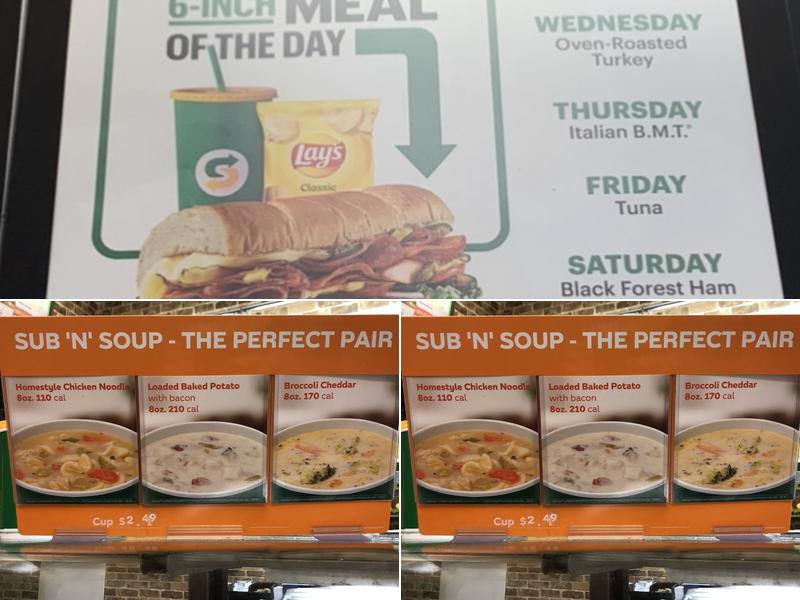 6-INCH MEAL
OF THE DAY
Lay's
Classic
WEDNESDAY
Oven-Roasted
Turkey
THURSDAY
Italian B.M.T.®
FRIDAY
Tuna
SATURDAY
Black Forest Ham
SUB 'N' SOUP - THE PERFECT PAIR
Homestyle Chicken Noodle
8oz. 110 cal
Loaded Baked Potato
with bacon
8oz. 210 cal
Broccoli Cheddar
8oz. 170 cal
Cup $2.49
SUB 'N' SOUP - THE PERFECT PAIR
Homestyle Chicken Noodle
8oz. 110 cal
Loaded Baked Potato
with bacon
8oz. 210 cal
Broccoli Cheddar
8oz. 170 cal
Cup $2.49